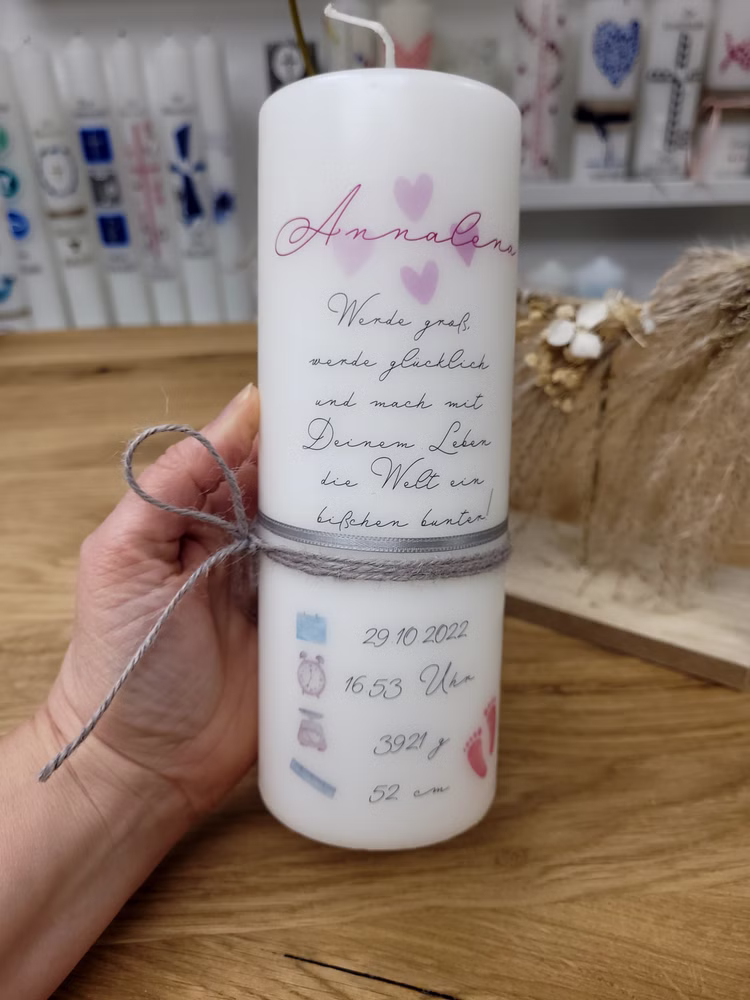 Annalena
Werde groß,
werde glücklich
und mach mit
Deinem Leben
die Welt ein
bißchen bunter!
29.10.2022
16:53 Uhr
3921 g
52 cm